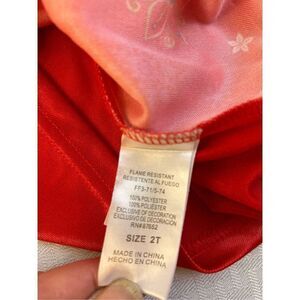 FLAME RESISTANT
RESISTENTE AL FUEGO
FF3-71/5-74
100% POLYESTER
100% POLIESTER
EXCLUSIVE OF DECORATION
EXCLUSIVO DE DECORACION
RN#87652
SIZE 2T
MADE IN CHINA
HECHO EN CHINA